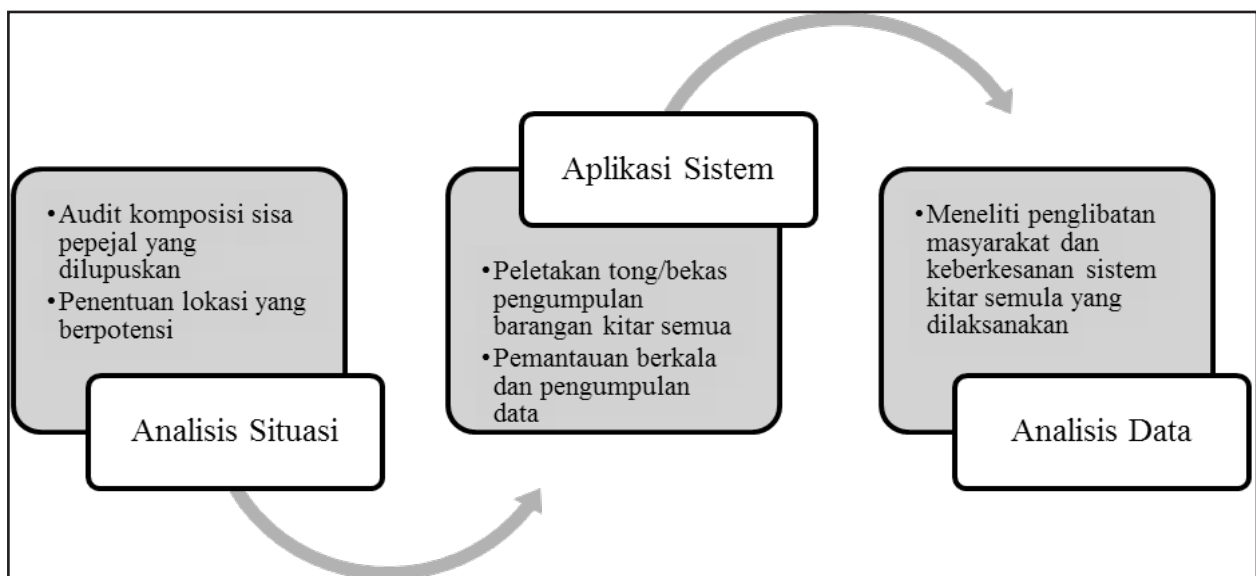 •Audit komposisi sisa
pepejal yang
dilupuskan
•Penentuan lokasi yang
berpotensi
Analisis Situasi
Aplikasi Sistem
•Peletakan tong/bekas
pengumpulan
barangan kitar semua
•Pemantauan berkala
dan pengumpulan
data
•Meneliti penglibatan
masyarakat dan
keberkesanan sistem
kitar semula yang
dilaksanakan
Analisis Data